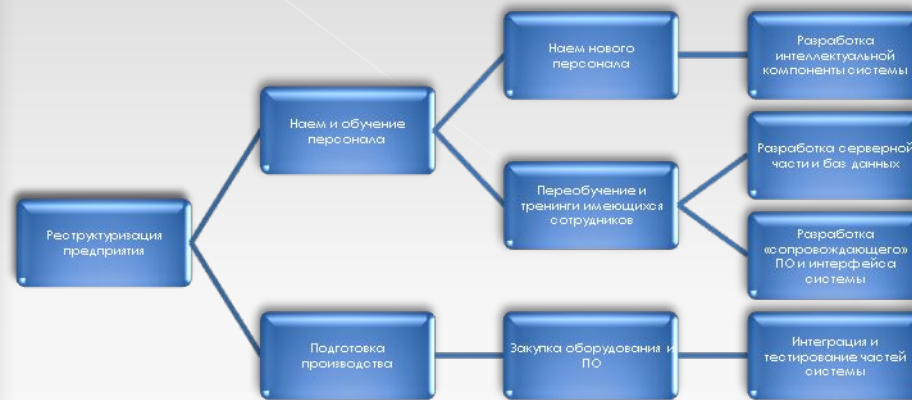 Реструктуризация
предприятия
Наем и обучение
персонала
Наем нового
персонала
Разработка
интеллектуальной
компоненты системы
Переобучение и
тренинги имеющихся
сотрудников
Разработка серверной
части и баз данных
Разработка
«сопровождающего»
ПО и интерфейса
системы
Подготовка
производства
Закупка оборудования и
ПО
Интеграция и
тестирование частей
системы